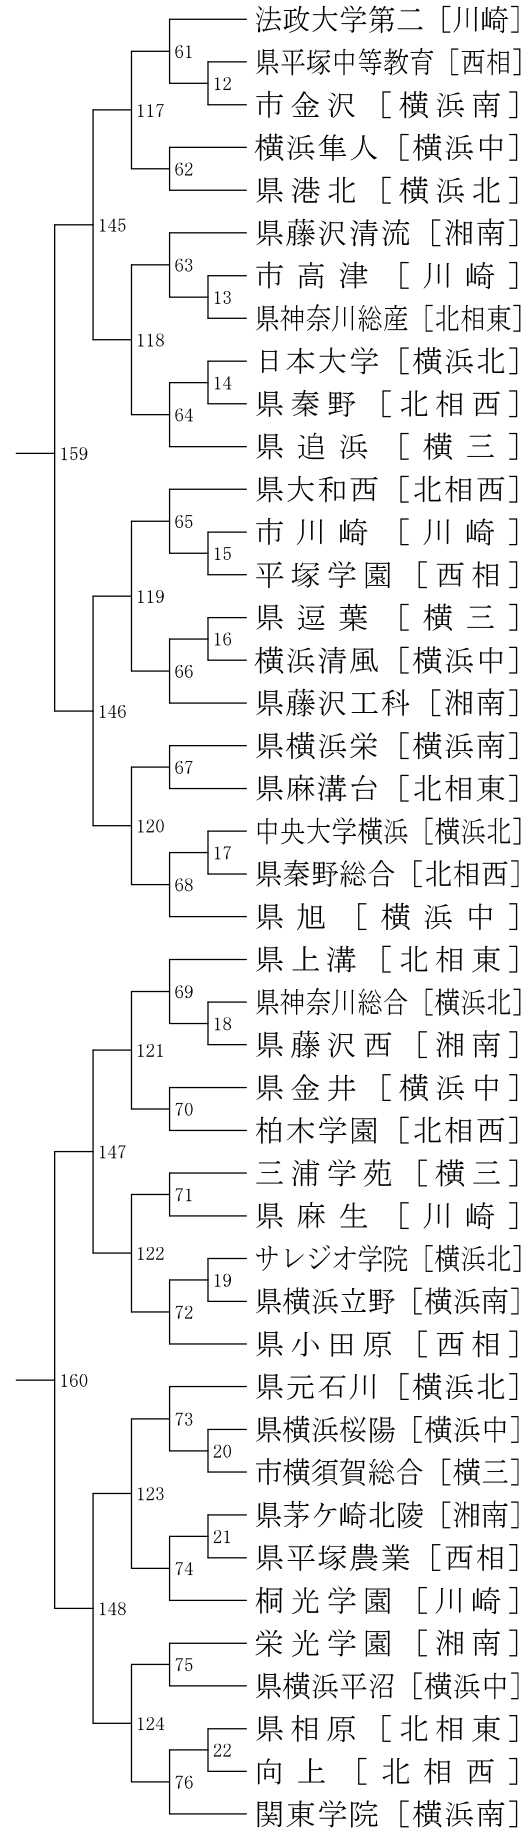 法政大学第二［川崎］
61
県平塚中等教育［西相］
12
市金沢［横浜南］
117
横浜隼人［横浜中］
62
県港北［横浜北］
145
県藤沢清流［湘南］
63
市高津［川崎］
13
県神奈川総産［北相東］
118
日本大学［横浜北］
14
県秦野［北相西］
64
県追浜［横三］
159
県大和西［北相西］
65
市川崎［川崎］
15
平塚学園［西相］
119
県逗葉［横三］
16
横浜清風［横浜中］
66
県藤沢工科［湘南］
146
県横浜栄［横浜南］
67
県麻溝台［北相東］
120
中央大学横浜［横浜北］
17
県秦野総合［北相西］
68
県旭［横浜中］
県上溝［北相東］
69
県神奈川総合［横浜北］
18
県藤沢西［湘南］
121
県金井［横浜中］
70
柏木学園［北相西］
147
三浦学苑［横三］
71
県麻生［川崎］
122
サレジオ学院［横浜北］
19
県横浜立野［横浜南］
72
県小田原［西相］
160
県元石川［横浜北］
73
県横浜桜陽［横浜中］
20
市横須賀総合［横三］
123
県茅ケ崎北陵［湘南］
21
県平塚農業［西相］
74
桐光学園［川崎］
148
栄光学園［湘南］
75
県横浜平沼［横浜中］
124
県相原［北相東］
22
向上［北相西］
76
関東学院［横浜南］